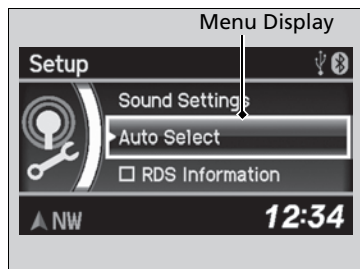 Menu Display
Setup
Sound Settings
Auto Select
RDS Information
NW
12:34